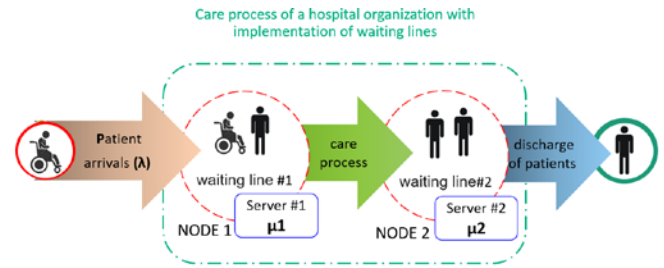 Care process of a hospital organization with
implementation of waiting lines
Patient
arrivals (λ)
waiting line #1
Server #1
μ1
NODE 1
care
process
waiting line#2
Server #2
μ2
NODE 2
discharge
of patients